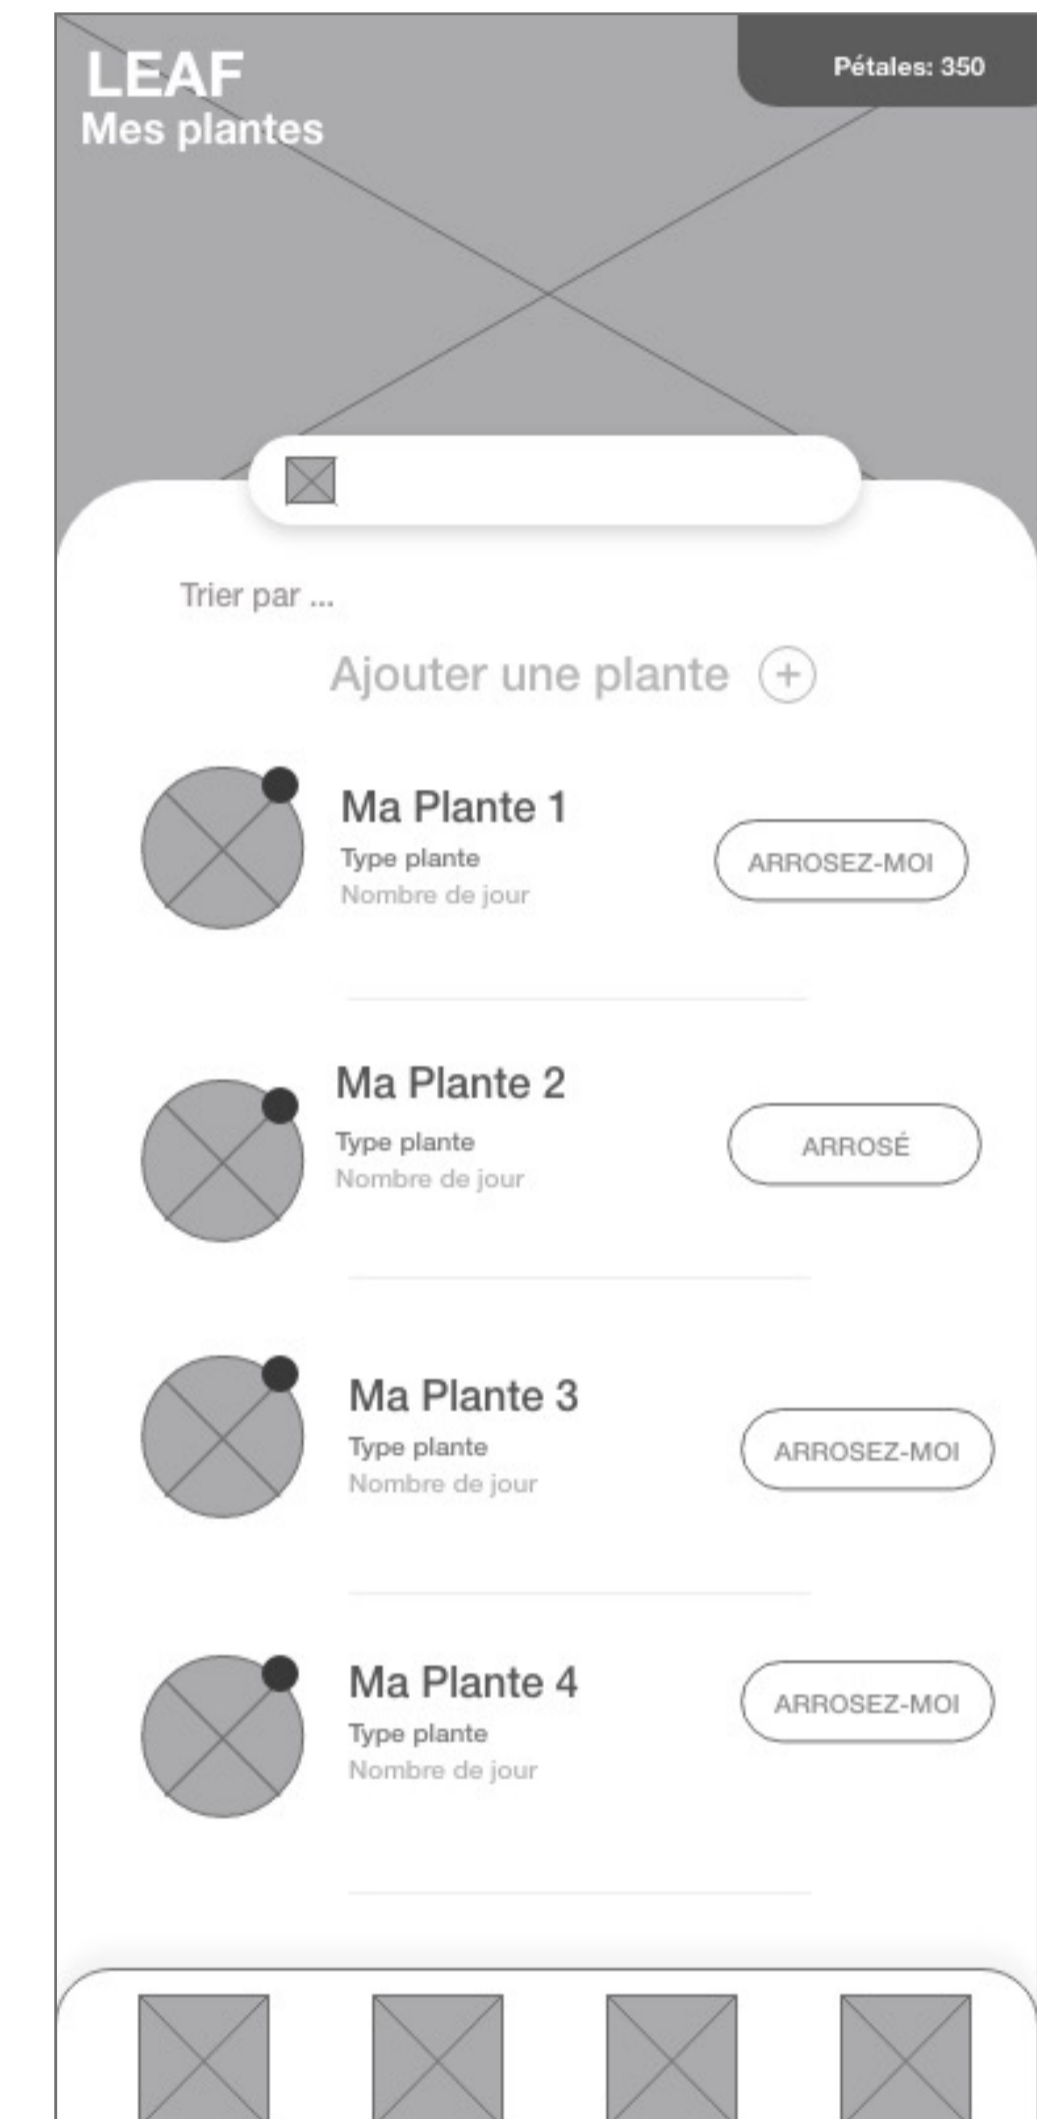 LEAF
Pétales: 350
Mes plantes
Trier par ...
Ajouter une plante +
Ma Plante 1
Type plante
Nombre de jour
ARROSEZ-MOI
Ma Plante 2
Type plante
Nombre de jour
ARROSÉ
Ma Plante 3
Type plante
Nombre de jour
ARROSEZ-MOI
Ma Plante 4
Type plante
Nombre de jour
ARROSEZ-MOI